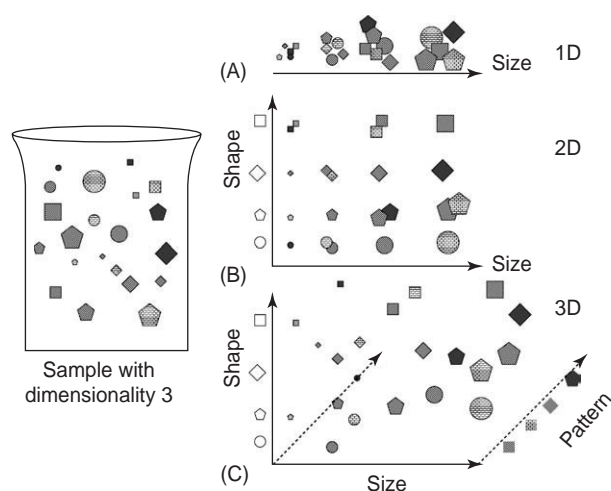 (A)
Size
1D
Shape
2D
(B)
Size
3D
Shape
Pattern
(C)
Size
Sample with
dimensionality 3